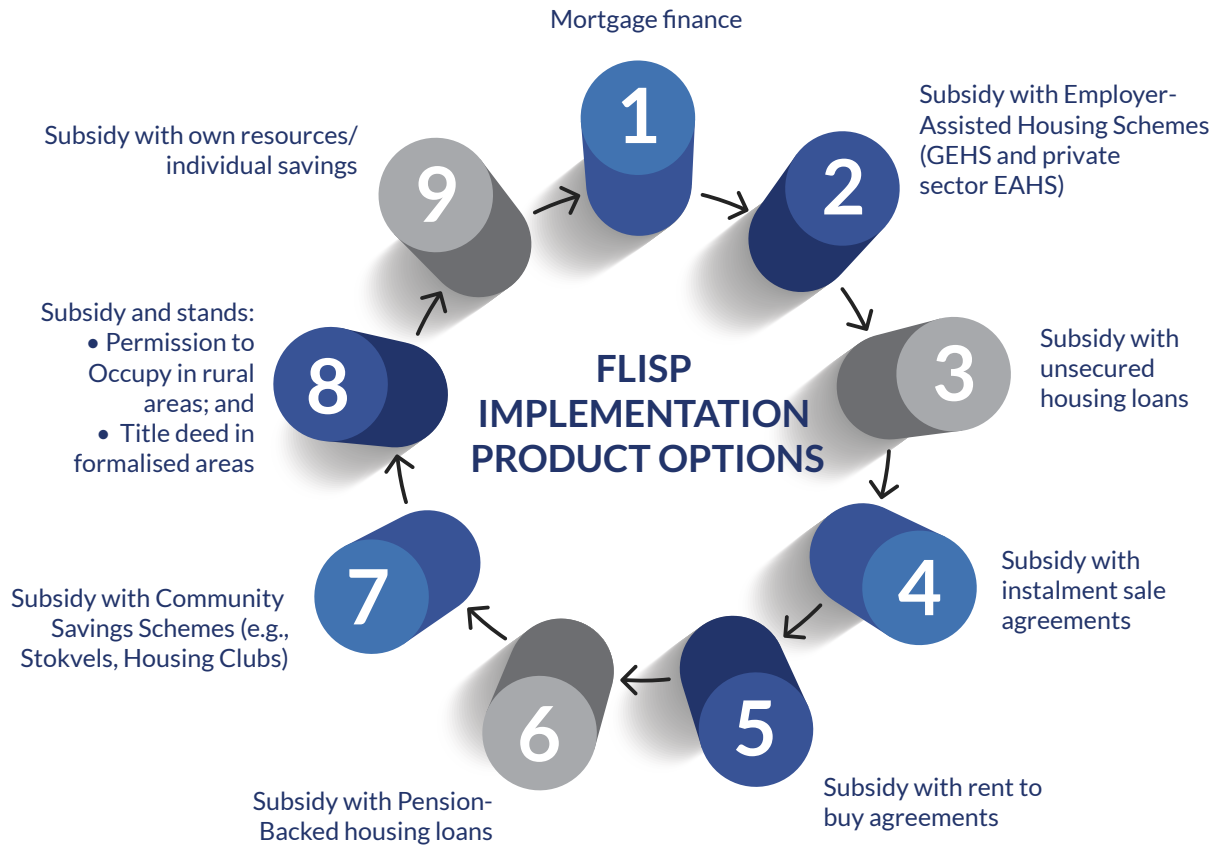 Mortgage finance
1
Subsidy with Employer-
Assisted Housing Schemes
(GEHS and private
sector EAHS)
2
Subsidy with
unsecured
housing loans
3
Subsidy with
instalment sale
agreements
4
Subsidy with rent to
buy agreements
5
Subsidy with Pension-
Backed housing loans
6
Subsidy with Community
Savings Schemes (e.g.,
Stokvels, Housing Clubs)
7
Subsidy and stands:
• Permission to
Occupy in rural
areas; and
• Title deed in
formalised areas
8
Subsidy with own resources/
individual savings
9
FLISP
IMPLEMENTATION
PRODUCT OPTIONS